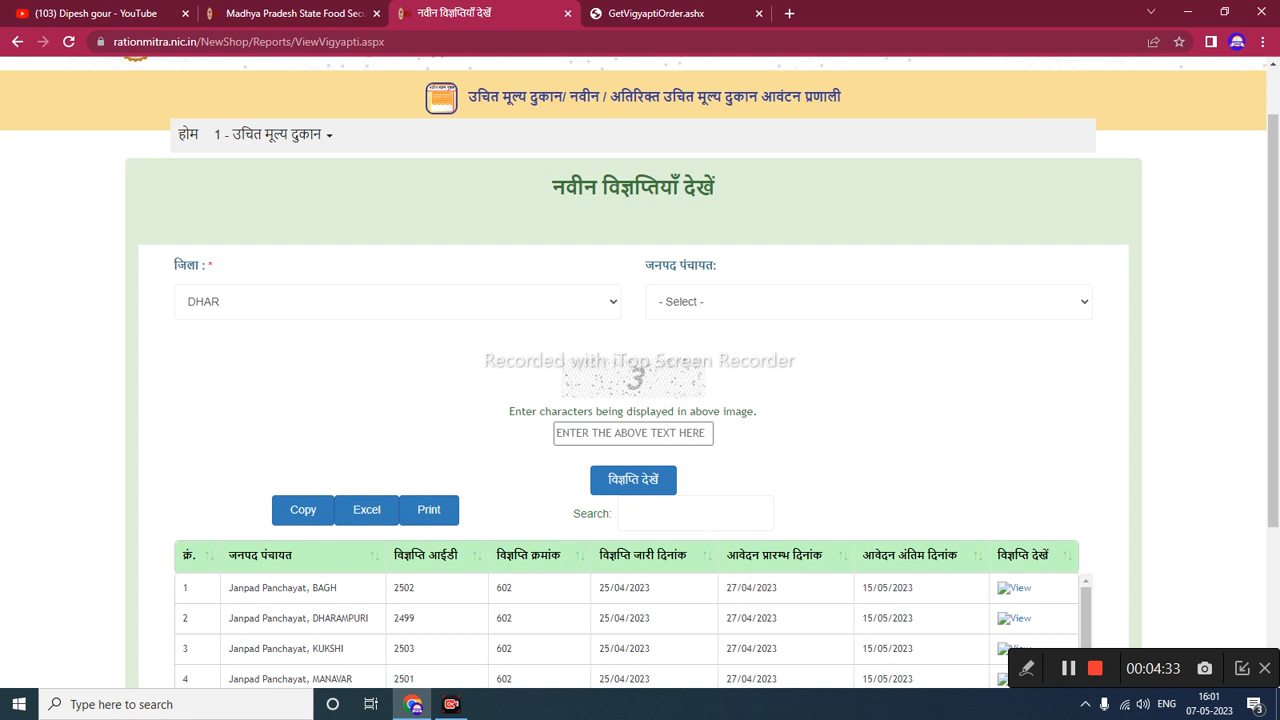 Dipesh gour - YouTube
Madhya Pradesh State Food Sec
नवीन विज्ञप्तियाँ देखें
GetVigyaptiOrder.ashx
rationmitra.nic.in/NewShop/Reports/ViewVigyapti.aspx
उचित मूल्य दुकान/ नवीन / अतिरिक्त उचित मूल्य दुकान आवंटन प्रणाली
होम 1 - उचित मूल्य दुकान
नवीन विज्ञप्तियाँ देखें
जिला : * जनपद पंचायत:
DHAR - Select -
Recorded with iTop Screen Recorder
3
Enter characters being displayed in above image.
ENTER THE ABOVE TEXT HERE
विज्ञप्ति देखें
Copy Excel Print Search:
क्रं. जनपद पंचायत विज्ञप्ति आईडी विज्ञप्ति क्रमांक विज्ञप्ति जारी दिनांक आवेदन प्रारम्भ दिनांक आवेदन अंतिम दिनांक विज्ञप्ति देखें
1 Janpad Panchayat, BAGH 2502 602 25/04/2023 27/04/2023 15/05/2023 View
2 Janpad Panchayat, DHARAMPURI 2499 602 25/04/2023 27/04/2023 15/05/2023 View
3 Janpad Panchayat, KUKSHI 2503 602 25/04/2023 27/04/2023 15/05/2023
4 Janpad Panchayat, MANAVAR 2501 602 25/04/2023 27/04/2023 15/05/2023
00:04:33
Type here to search
ENG
16:01
07-05-2023
3